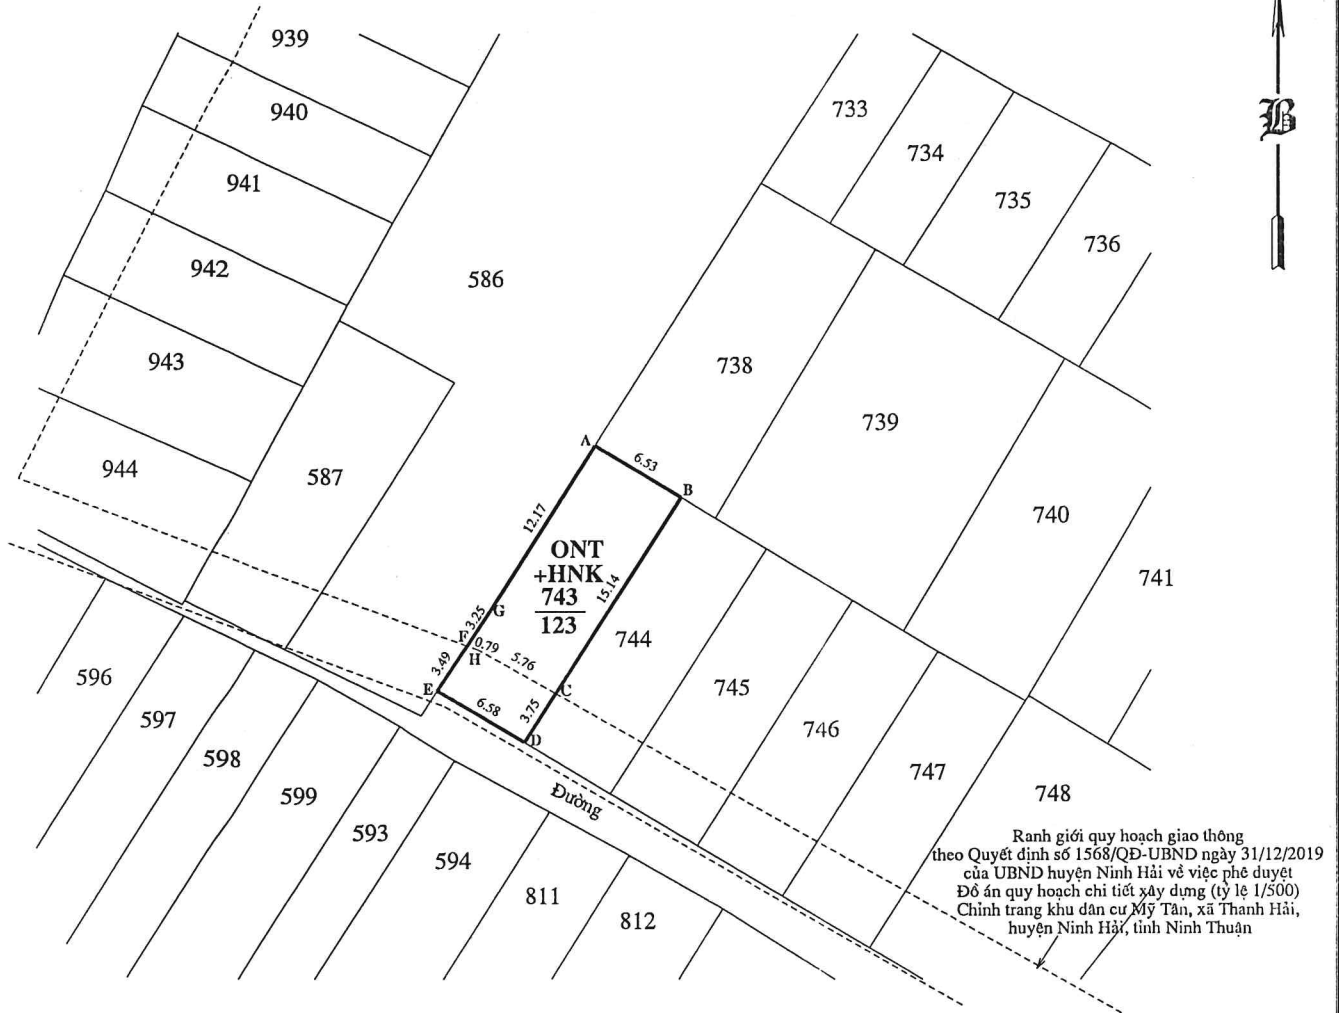 939
940
941
942
943
944
586
587
733
734
735
736
B
738
739
740
741
A
6.53
B
12.17
ONT
+HNK
743
123
15.14
G
3.25
F
0.79
H
5.76
C
3.49
E
6.58
3.75
D
744
745
746
747
748
596
597
598
599
593
594
811
812
Đường
Ranh giới quy hoạch giao thông
theo Quyết định số 1568/QĐ-UBND ngày 31/12/2019
của UBND huyện Ninh Hải về việc phê duyệt
Đồ án quy hoạch chi tiết xây dựng (tỷ lệ 1/500)
Chỉnh trang khu dân cư Mỹ Tân, xã Thanh Hải,
huyện Ninh Hải, tỉnh Ninh Thuận